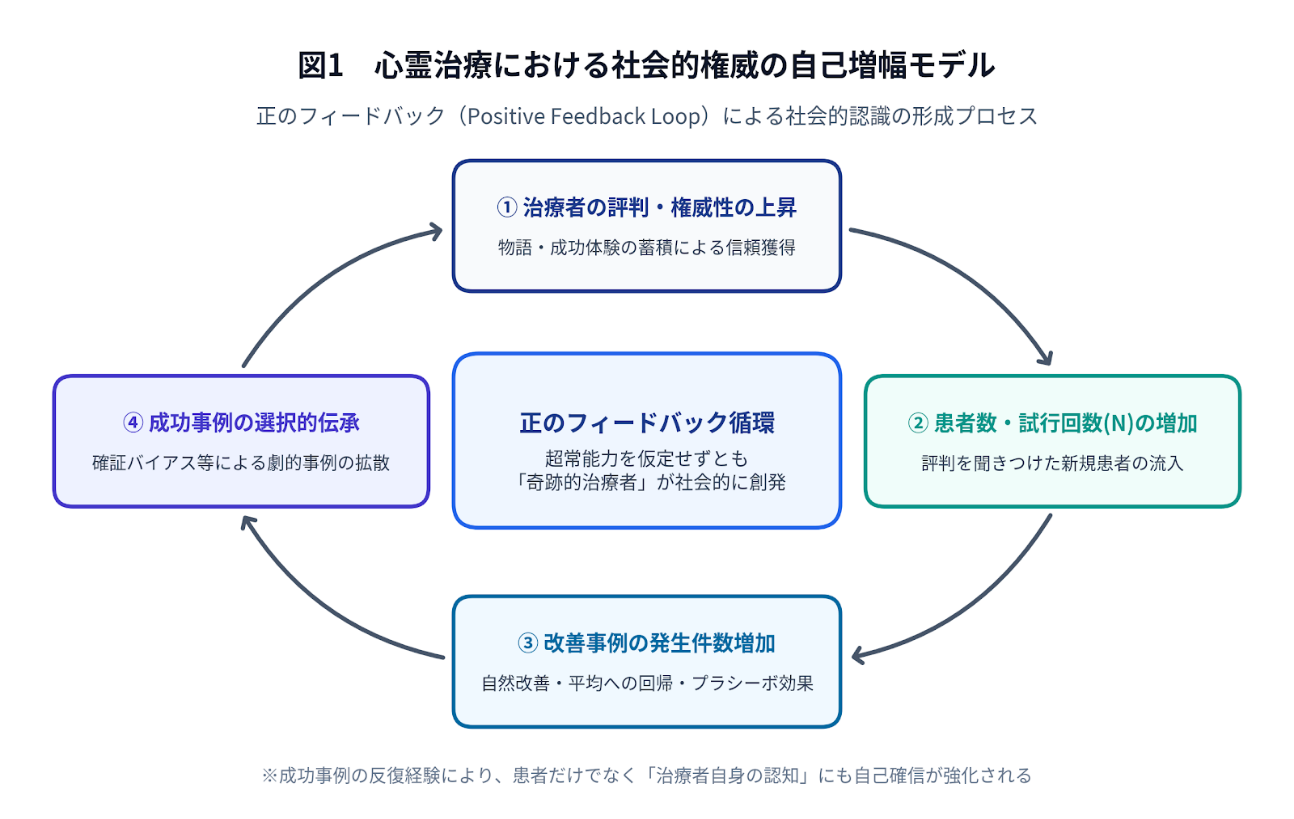 図1　心霊治療における社会的権威の自己増幅モデル
正のフィードバック（Positive Feedback Loop）による社会的認識の形成プロセス
① 治療者の評判・権威性の上昇
物語・成功体験の蓄積による信頼獲得
④ 成功事例の選択的伝承
確証バイアス等による劇的事例の拡散
正のフィードバック循環
超常能力を仮定せずとも
「奇跡的治療者」が社会的に創発
② 患者数・試行回数(N)の増加
評判を聞きつけた新規患者の流入
③ 改善事例の発生件数増加
自然改善・平均への回帰・プラシーボ効果
※成功事例の反復経験により、患者だけでなく「治療者自身の認知」にも自己確信が強化される